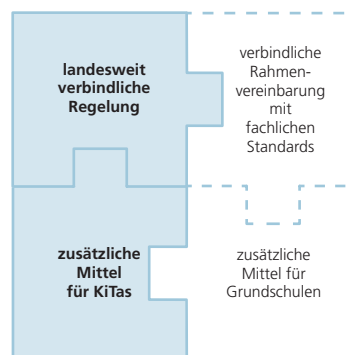 landesweit
verbindliche
Regelung
verbindliche
Rahmen-
vereinbarung
mit
fachlichen
Standards
zusätzliche
Mittel
für KiTas
zusätzliche
Mittel für
Grundschulen